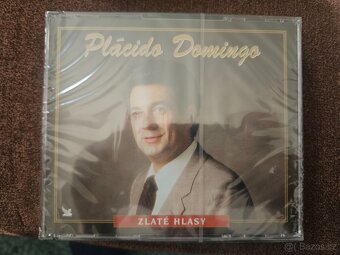 Plácido Domingo
ZLATÉ HLASY
Bazos.cz